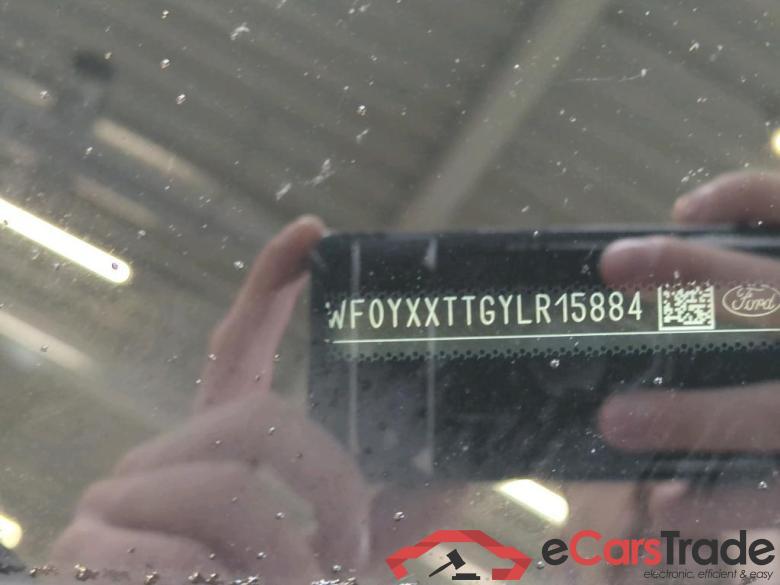 WF0YXXTTGYLR15884
Ford
eCarsTrade
electronic, efficient & easy